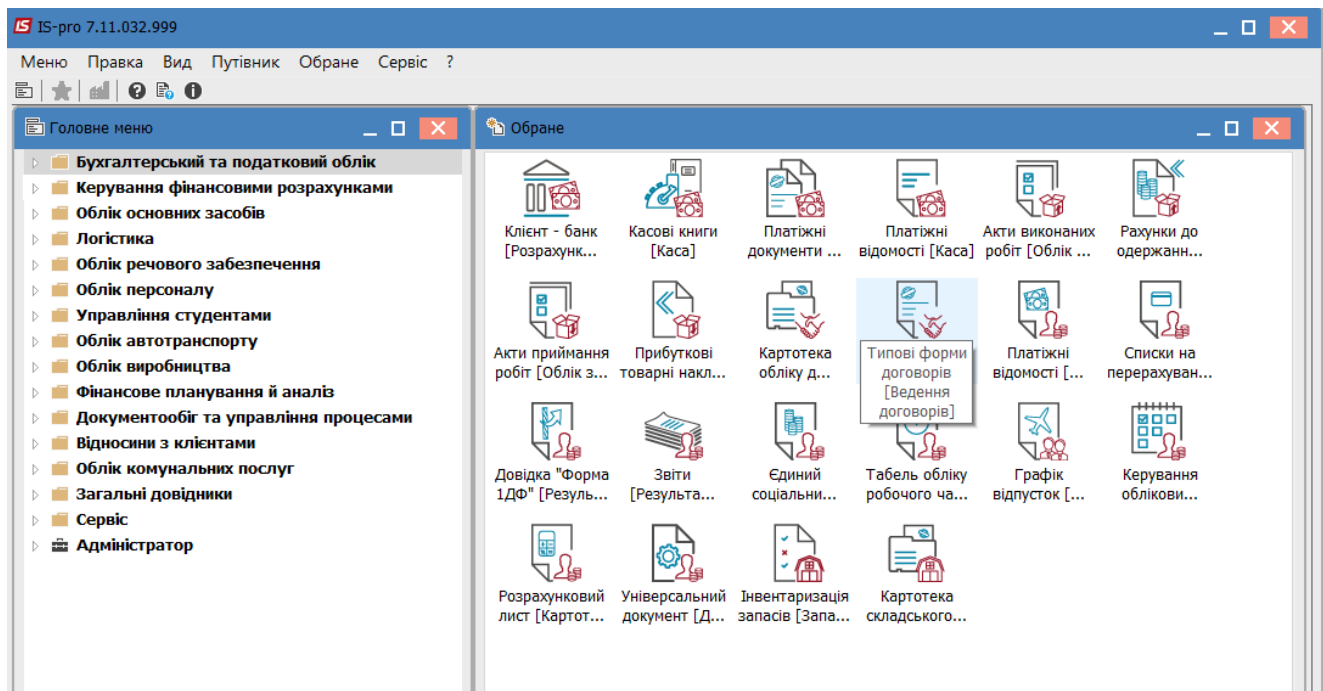 IS-pro 7.11.032.999
Меню Правка Вид Путівник Обране Сервіс ?
Головне меню
Бухгалтерський та податковий облік
Керування фінансовими розрахунками
Облік основних засобів
Логістика
Облік речового забезпечення
Облік персоналу
Управління студентами
Облік автотранспорту
Облік виробництва
Фінансове планування й аналіз
Документообіг та управління процесами
Відносини з клієнтами
Облік комунальних послуг
Загальні довідники
Сервіс
Адміністратор
Обране
Клієнт - банк
[Розрахунк...
Касові книги
[Каса]
Платіжні
документи ...
Платіжні
відомості [Каса]
Акти виконаних
робіт [Облік ...
Рахунки до
одержанн...
Акти приймання
робіт [Облік з...
Прибуткові
товарні накл...
Картотека
обліку д...
Типові форми
договорів
[Ведення
договорів]
Платіжні
відомості [...
Списки на
перерахуван...
Довідка "Форма
1ДФ" [Резуль...
Звіти
[Результа...
Єдиний
соціальни...
Табель обліку
робочого ча...
Графік
відпусток [...
Керування
обліковi...
Розрахунковий
лист [Картот...
Універсальний
документ [Д...
Інвентаризація
запасів [Запа...
Картотека
складського...